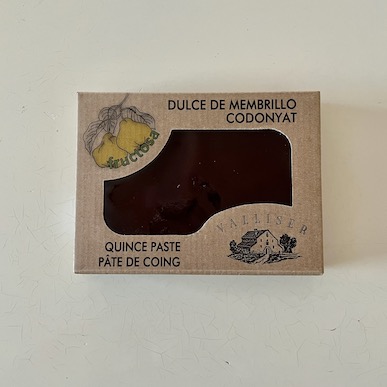 DULCE DE MEMBRILLO
CODONYAT
fructosa
VALLISER
QUINCE PASTE
PÂTE DE COING